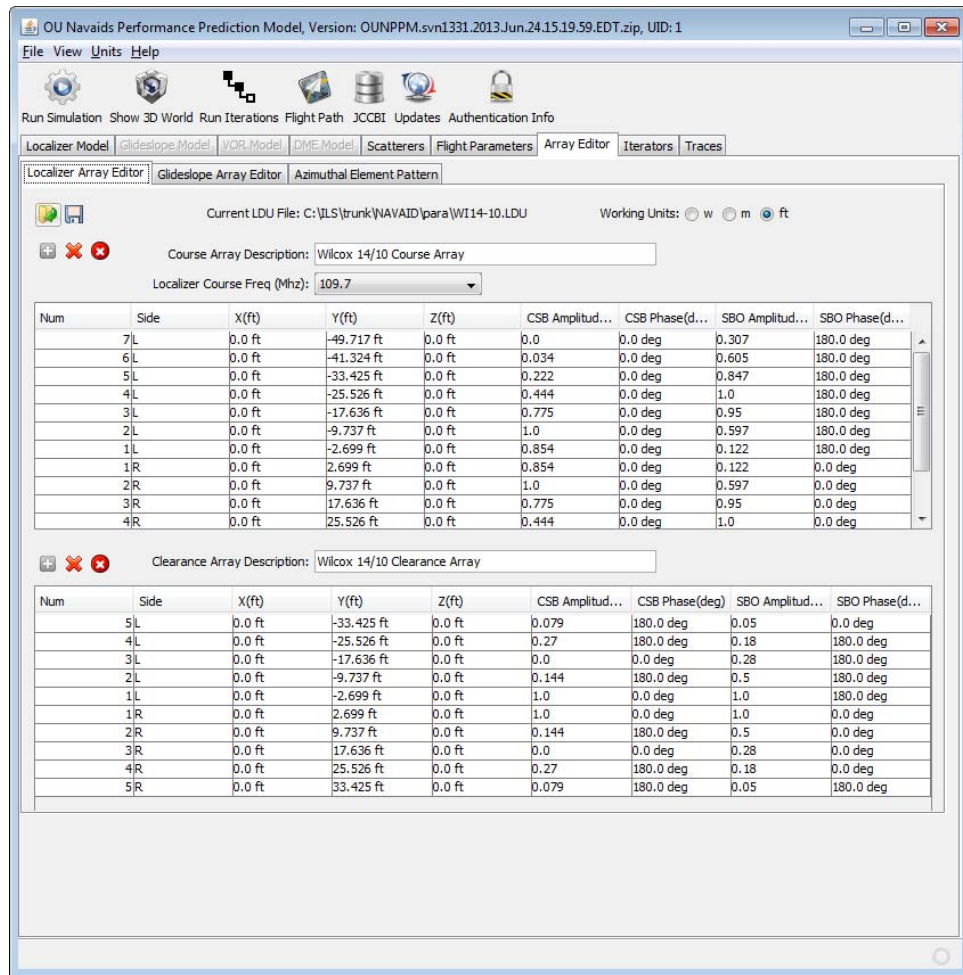 OU Navaids Performance Prediction Model, Version: OUNPPM.svn1331.2013.Jun.24.15.19.59.EDT.zip, UID: 1
File View Units Help
Run Simulation Show 3D World Run Iterations Flight Path JCCBI Updates Authentication Info
Localizer Model Glideslope Model VOR Model DME Model Scatterers Flight Parameters Array Editor Iterators Traces
Localizer Array Editor Glideslope Array Editor Azimuthal Element Pattern
Current LDU File: C:\ILS\trunk\NAVAID\para\WI14-10.LDU Working Units: w m ft
Course Array Description: Wilcox 14/10 Course Array
Localizer Course Freq (Mhz): 109.7
Num Side X(ft) Y(ft) Z(ft) CSB Amplitud... CSB Phase(d... SBO Amplitud... SBO Phase(d...
7 L 0.0 ft -49.717 ft 0.0 ft 0.0 0.0 deg 0.307 180.0 deg
6 L 0.0 ft -41.324 ft 0.0 ft 0.034 0.0 deg 0.605 180.0 deg
5 L 0.0 ft -33.425 ft 0.0 ft 0.222 0.0 deg 0.847 180.0 deg
4 L 0.0 ft -25.526 ft 0.0 ft 0.444 0.0 deg 1.0 180.0 deg
3 L 0.0 ft -17.636 ft 0.0 ft 0.775 0.0 deg 0.95 180.0 deg
2 L 0.0 ft -9.737 ft 0.0 ft 1.0 0.0 deg 0.597 180.0 deg
1 L 0.0 ft -2.699 ft 0.0 ft 0.854 0.0 deg 0.122 180.0 deg
1 R 0.0 ft 2.699 ft 0.0 ft 0.854 0.0 deg 0.122 0.0 deg
2 R 0.0 ft 9.737 ft 0.0 ft 1.0 0.0 deg 0.597 0.0 deg
3 R 0.0 ft 17.636 ft 0.0 ft 0.775 0.0 deg 0.95 0.0 deg
4 R 0.0 ft 25.526 ft 0.0 ft 0.444 0.0 deg 1.0 0.0 deg
Clearance Array Description: Wilcox 14/10 Clearance Array
Num Side X(ft) Y(ft) Z(ft) CSB Amplitud... CSB Phase(deg) SBO Amplitud... SBO Phase(d...
5 L 0.0 ft -33.425 ft 0.0 ft 0.079 180.0 deg 0.05 0.0 deg
4 L 0.0 ft -25.526 ft 0.0 ft 0.27 180.0 deg 0.18 180.0 deg
3 L 0.0 ft -17.636 ft 0.0 ft 0.0 0.0 deg 0.28 180.0 deg
2 L 0.0 ft -9.737 ft 0.0 ft 0.144 180.0 deg 0.5 180.0 deg
1 L 0.0 ft -2.699 ft 0.0 ft 1.0 0.0 deg 1.0 180.0 deg
1 R 0.0 ft 2.699 ft 0.0 ft 1.0 0.0 deg 1.0 0.0 deg
2 R 0.0 ft 9.737 ft 0.0 ft 0.144 180.0 deg 0.5 0.0 deg
3 R 0.0 ft 17.636 ft 0.0 ft 0.0 0.0 deg 0.28 0.0 deg
4 R 0.0 ft 25.526 ft 0.0 ft 0.27 180.0 deg 0.18 0.0 deg
5 R 0.0 ft 33.425 ft 0.0 ft 0.079 180.0 deg 0.05 180.0 deg